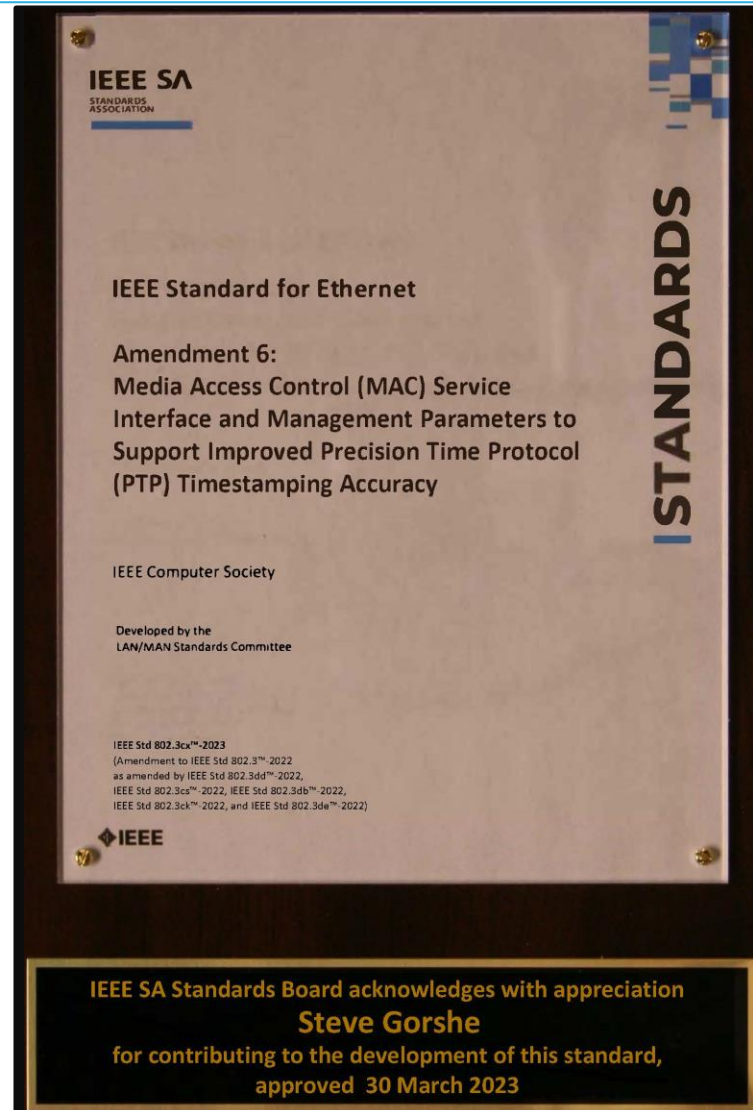 IEEE SA
STANDARDS
ASSOCIATION
STANDARDS
IEEE Standard for Ethernet
Amendment 6:
Media Access Control (MAC) Service
Interface and Management Parameters to
Support Improved Precision Time Protocol
(PTP) Timestamping Accuracy
IEEE Computer Society
Developed by the
LAN/MAN Standards Committee
IEEE Std 802.3cx™-2023
(Amendment to IEEE Std 802.3™-2022
as amended by IEEE Std 802.3dd™-2022,
IEEE Std 802.3cs™-2022, IEEE Std 802.3db™-2022,
IEEE Std 802.3ck™-2022, and IEEE Std 802.3de™-2022)
IEEE
IEEE SA Standards Board acknowledges with appreciation
Steve Gorshe
for contributing to the development of this standard,
approved 30 March 2023